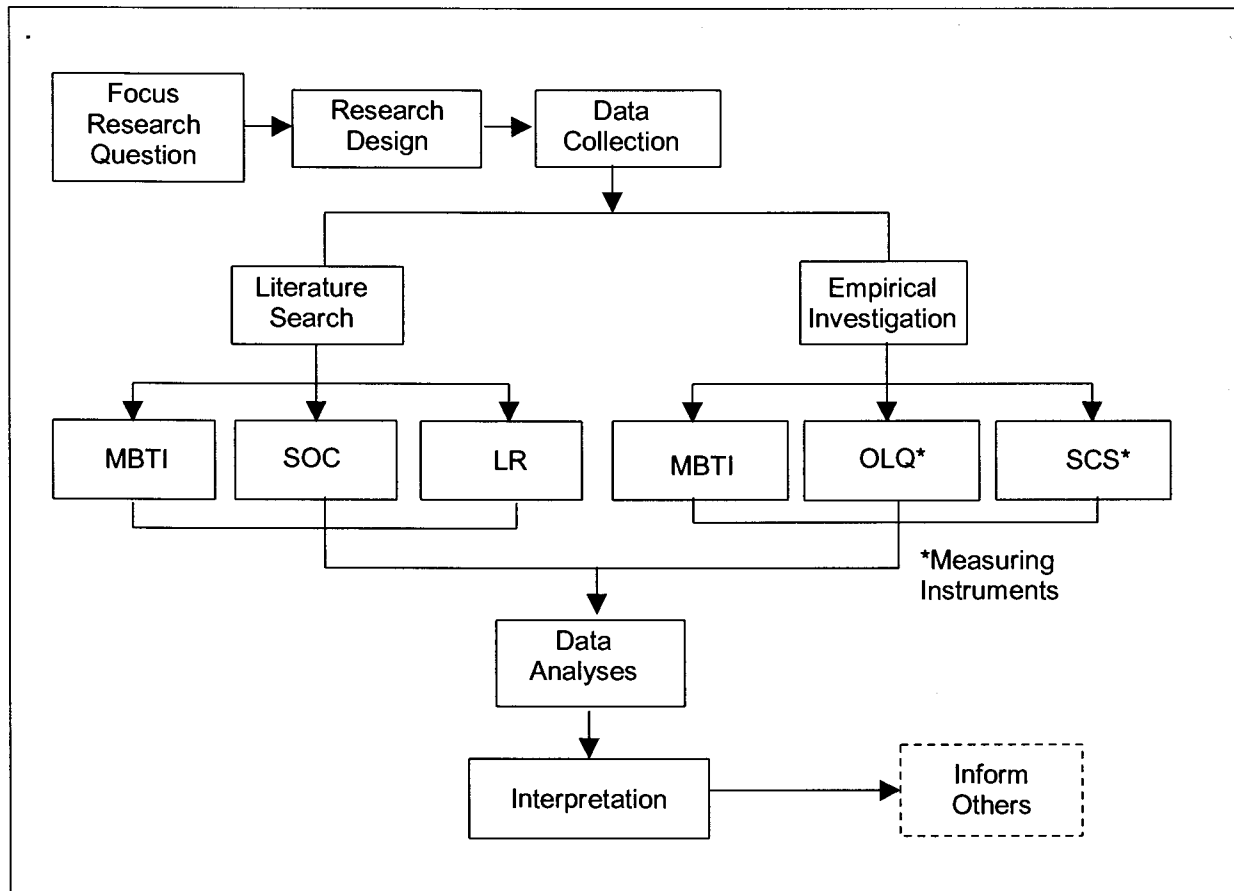 Focus
Research
Question
Research
Design
Data
Collection
Literature
Search
Empirical
Investigation
MBTI
SOC
LR
MBTI
OLQ*
SCS*
*Measuring
Instruments
Data
Analyses
Interpretation
Inform
Others